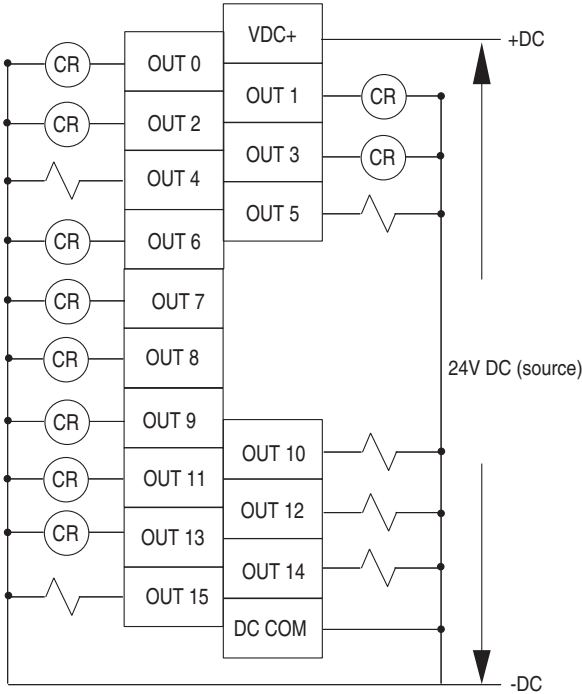 VDC+
+DC
CR OUT 0
OUT 1 CR
CR OUT 2
OUT 3 CR
OUT 4
OUT 5
CR OUT 6
CR OUT 7
CR OUT 8
24V DC (source)
CR OUT 9
OUT 10
CR OUT 11
OUT 12
CR OUT 13
OUT 14
OUT 15
DC COM
-DC